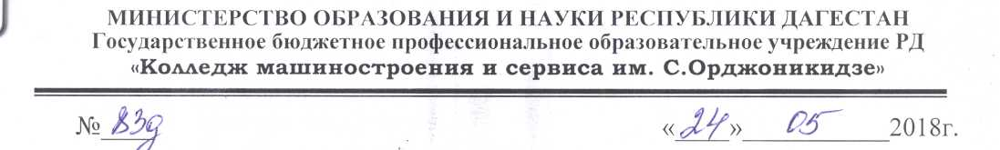 МИНИСТЕРСТВО ОБРАЗОВАНИЯ И НАУКИ РЕСПУБЛИКИ ДАГЕСТАН
Государственное бюджетное профессиональное образовательное учреждение РД
«Колледж машиностроения и сервиса им. С.Орджоникидзе»
№ 83д «24» 05 2018г.